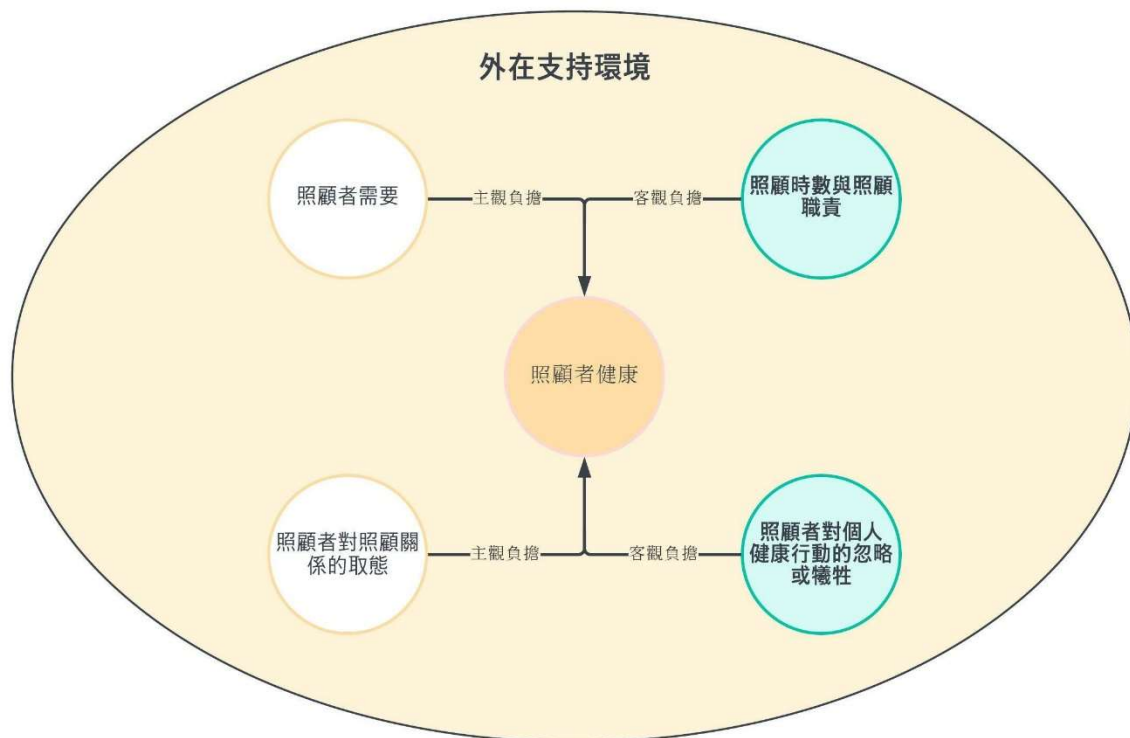 外在支持環境
照顧者需要
主觀負擔
客觀負擔
照顧時數與照顧
職責
照顧者健康
照顧者對照顧關
係的取態
主觀負擔
客觀負擔
照顧者對個人
健康行動的忽略
或犧牲